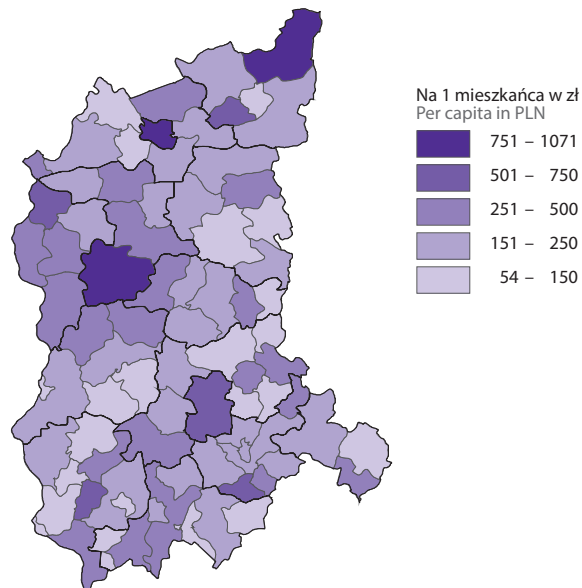 Na 1 mieszkańca w zł
Per capita in PLN
751 – 1071
501 – 750
251 – 500
151 – 250
54 – 150